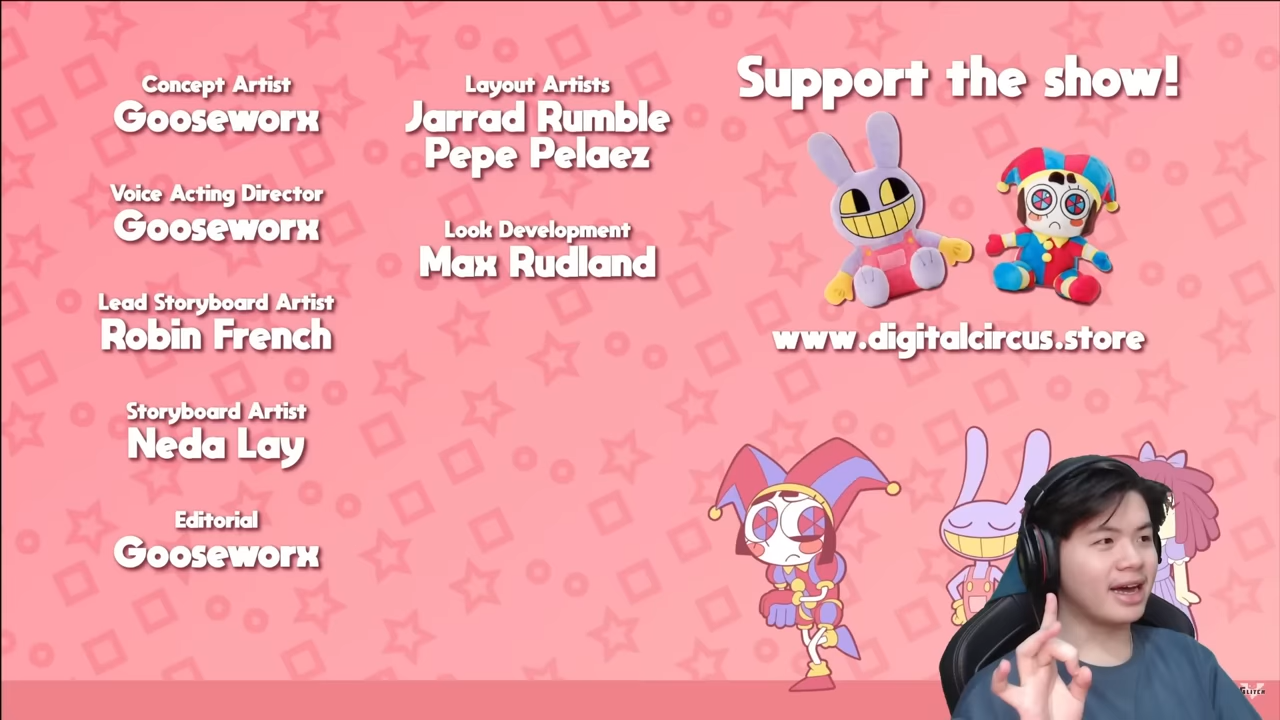 Concept Artist
Gooseworx
Voice Acting Director
Gooseworx
Lead Storyboard Artist
Robin French
Storyboard Artist
Neda Lay
Editorial
Gooseworx
Layout Artists
Jarrad Rumble
Pepe Pelaez
Look Development
Max Rudland
Support the show!
www.digitalcircus.store
GLITCH